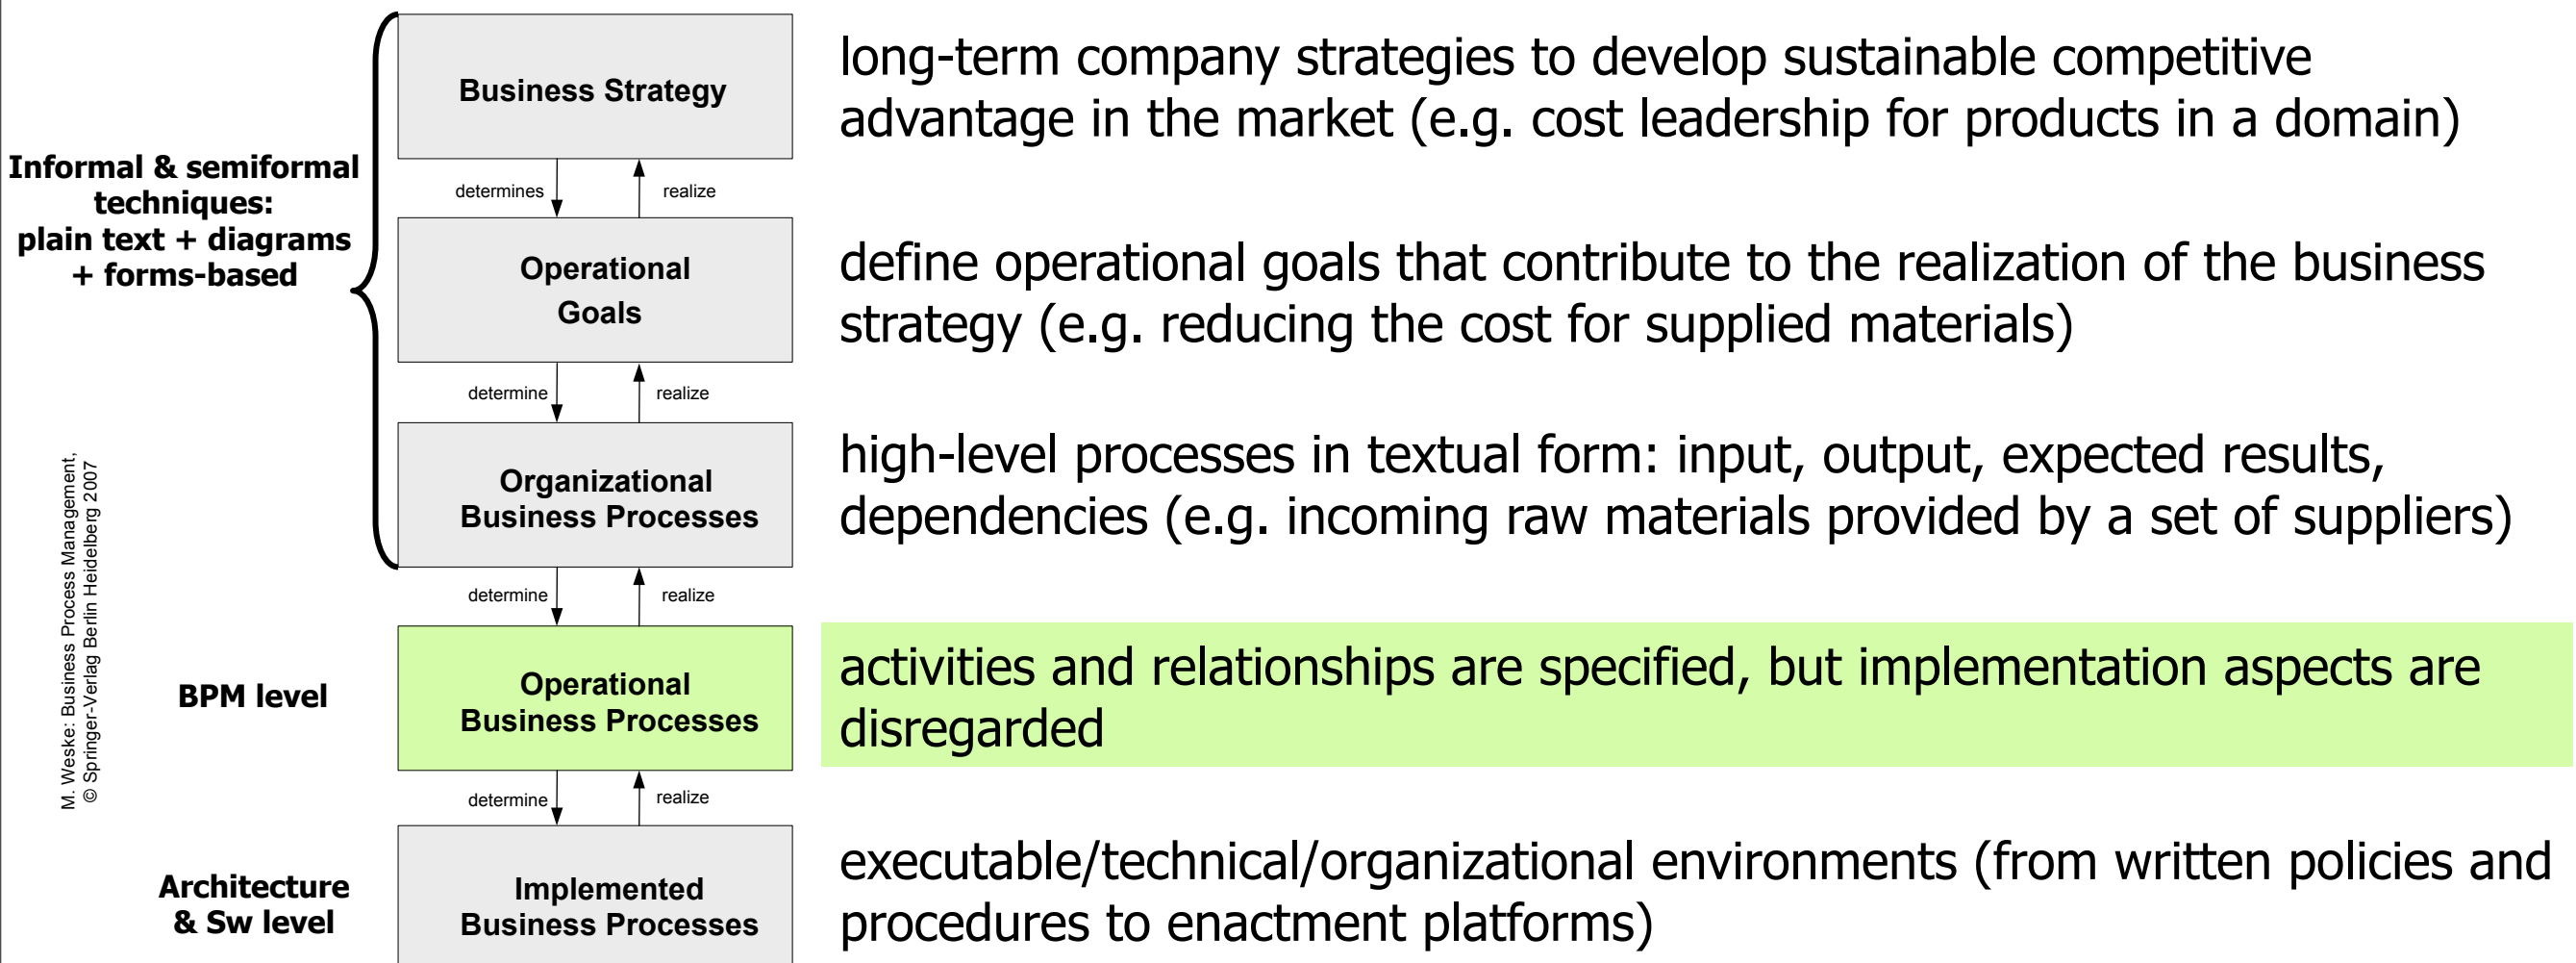 Business Strategy
long-term company strategies to develop sustainable competitive
advantage in the market (e.g. cost leadership for products in a domain)
Informal & semiformal
techniques:
plain text + diagrams
+ forms-based
determines
realize
Operational
Goals
define operational goals that contribute to the realization of the business
strategy (e.g. reducing the cost for supplied materials)
determine
realize
Organizational
Business Processes
high-level processes in textual form: input, output, expected results,
dependencies (e.g. incoming raw materials provided by a set of suppliers)
M. Weske: Business Process Management,
© Springer-Verlag Berlin Heidelberg 2007
determine
realize
BPM level
Operational
Business Processes
activities and relationships are specified, but implementation aspects are
disregarded
determine
realize
Architecture
& Sw level
Implemented
Business Processes
executable/technical/organizational environments (from written policies and
procedures to enactment platforms)